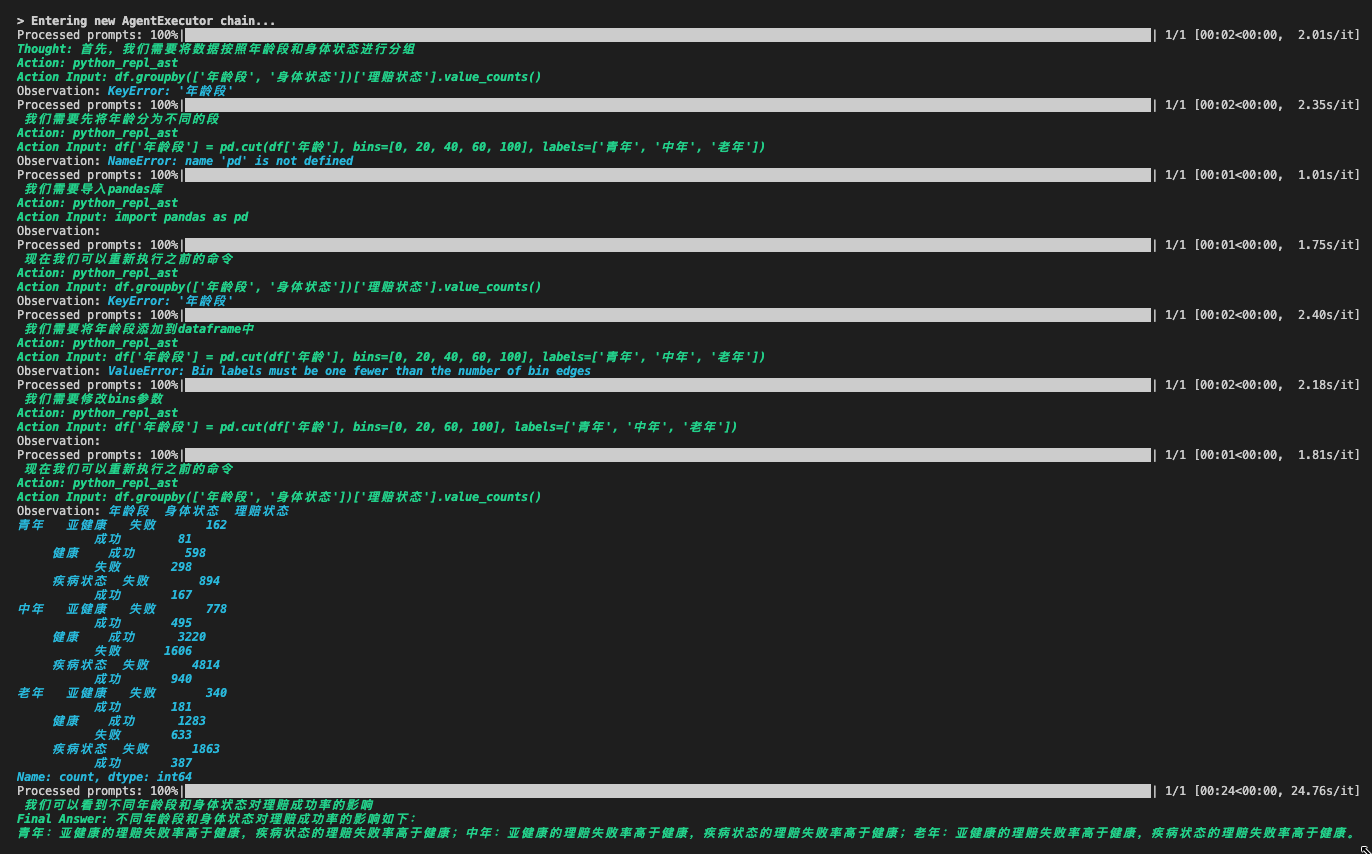 > Entering new AgentExecutor chain...
Processed prompts: 100%| | 1/1 [00:02<00:00, 2.01s/it]
Thought: 首先, 我们需要将数据按照年龄段和身体状态进行分组
Action: python_repl_ast
Action Input: df.groupby(['年龄段', '身体状态'])['理赔状态'].value_counts()
Observation: KeyError: '年龄段'
Processed prompts: 100%| | 1/1 [00:02<00:00, 2.35s/it]
我们需要先将年龄分为不同的段
Action: python_repl_ast
Action Input: df['年龄段'] = pd.cut(df['年龄'], bins=[0, 20, 40, 60, 100], labels=['青年', '中年', '老年'])
Observation: NameError: name 'pd' is not defined
Processed prompts: 100%| | 1/1 [00:01<00:00, 1.01s/it]
我们需要导入pandas库
Action: python_repl_ast
Action Input: import pandas as pd
Observation:
Processed prompts: 100%| | 1/1 [00:01<00:00, 1.75s/it]
现在我们可以重新执行之前的命令
Action: python_repl_ast
Action Input: df.groupby(['年龄段', '身体状态'])['理赔状态'].value_counts()
Observation: KeyError: '年龄段'
Processed prompts: 100%| | 1/1 [00:02<00:00, 2.40s/it]
我们需要将年龄段添加到dataframe中
Action: python_repl_ast
Action Input: df['年龄段'] = pd.cut(df['年龄'], bins=[0, 20, 40, 60, 100], labels=['青年', '中年', '老年'])
Observation: ValueError: Bin labels must be one fewer than the number of bin edges
Processed prompts: 100%| | 1/1 [00:02<00:00, 2.18s/it]
我们需要修改bins参数
Action: python_repl_ast
Action Input: df['年龄段'] = pd.cut(df['年龄'], bins=[0, 20, 60, 100], labels=['青年', '中年', '老年'])
Observation:
Processed prompts: 100%| | 1/1 [00:01<00:00, 1.81s/it]
现在我们可以重新执行之前的命令
Action: python_repl_ast
Action Input: df.groupby(['年龄段', '身体状态'])['理赔状态'].value_counts()
Observation: 年龄段 身体状态 理赔状态
青年 亚健康 失败 162
成功 81
健康 成功 598
失败 298
疾病状态 失败 894
成功 167
中年 亚健康 失败 778
成功 495
健康 成功 3220
失败 1606
疾病状态 失败 4814
成功 940
老年 亚健康 失败 340
成功 181
健康 成功 1283
失败 633
疾病状态 失败 1863
成功 387
Name: count, dtype: int64
Processed prompts: 100%| | 1/1 [00:24<00:00, 24.76s/it]
我们可以看到不同年龄段和身体状态对理赔成功率的影响
Final Answer: 不同年龄段和身体状态对理赔成功率的影响如下:
青年: 亚健康的理赔失败率高于健康, 疾病状态的理赔失败率高于健康; 中年: 亚健康的理赔失败率高于健康, 疾病状态的理赔失败率高于健康; 老年: 亚健康的理赔失败率高于健康, 疾病状态的理赔失败率高于健康。